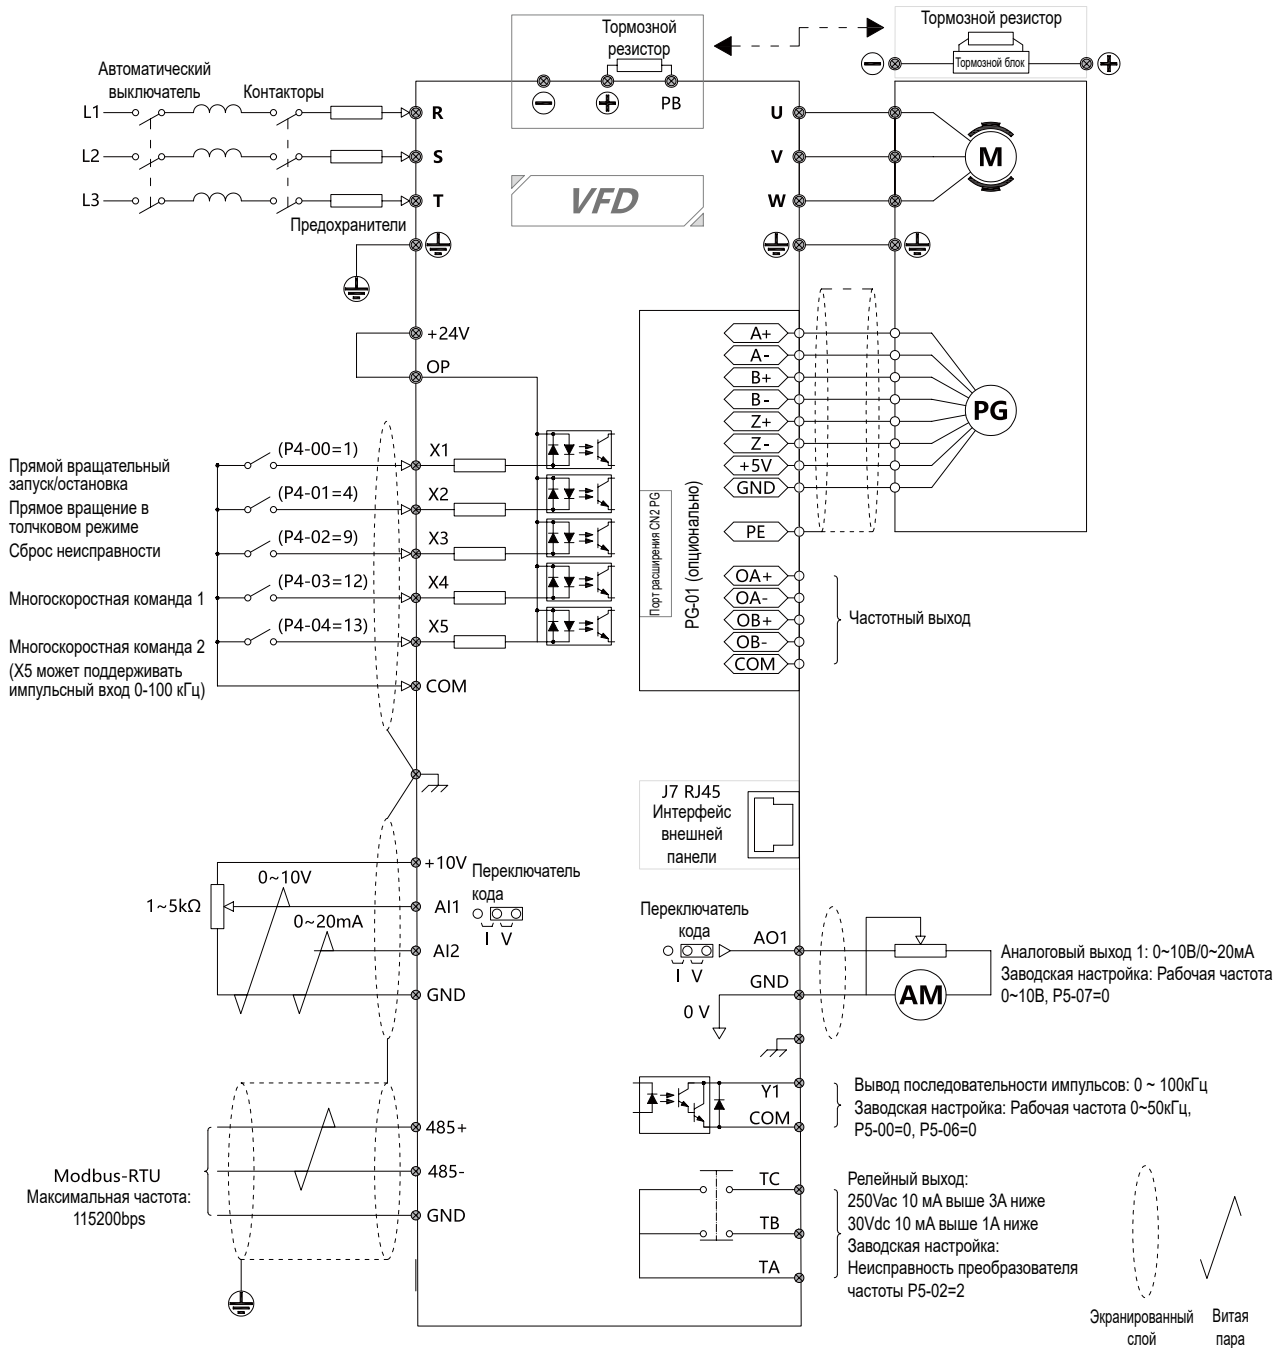 Тормозной
резистор
PB
Тормозной резистор
Тормозной блок
Автоматический
выключатель
Контакторы
L1
L2
L3
R
S
T
Предохранители
VFD
U
V
W
M
+24V
OP
Прямой вращательный
запуск/остановка
(P4-00=1)
X1
Прямое вращение в
толчковом режиме
(P4-01=4)
X2
Сброс неисправности
(P4-02=9)
X3
Многоскоростная команда 1
(P4-03=12)
X4
Многоскоростная команда 2
(P4-04=13)
X5
(X5 может поддерживать
импульсный вход 0-100 кГц)
COM
Порт расширения CN2 PG
PG-01 (опционально)
A+
A-
B+
B-
Z+
Z-
+5V
GND
PE
OA+
OA-
OB+
OB-
COM
PG
Частотный выход
J7 RJ45
Интерфейс
внешней
панели
1~5kΩ
0~10V
0~20mA
+10V
AI1
AI2
GND
Переключатель
кода
I V
Переключатель
кода
I V
AO1
GND
0 V
AM
Аналоговый выход 1: 0~10В/0~20мА
Заводская настройка: Рабочая частота
0~10В, P5-07=0
Y1
COM
Вывод последовательности импульсов: 0 ~ 100кГц
Заводская настройка: Рабочая частота 0~50кГц,
P5-00=0, P5-06=0
Modbus-RTU
Максимальная частота:
115200bps
485+
485-
GND
TC
TB
TA
Релейный выход:
250Vac 10 мА выше 3А ниже
30Vdc 10 мА выше 1А ниже
Заводская настройка:
Неисправность преобразователя
частоты P5-02=2
Экранированный
слой
Витая
пара